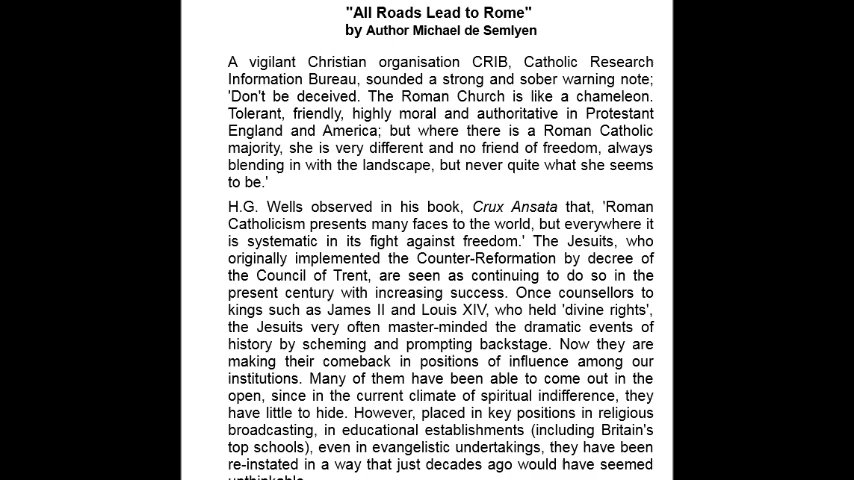 "All Roads Lead to Rome"
by Author Michael de Semlyen
A vigilant Christian organisation CRIB, Catholic Research
Information Bureau, sounded a strong and sober warning note;
'Don't be deceived. The Roman Church is like a chameleon.
Tolerant, friendly, highly moral and authoritative in Protestant
England and America; but where there is a Roman Catholic
majority, she is very different and no friend of freedom, always
blending in with the landscape, but never quite what she seems
to be.'
H.G. Wells observed in his book, Crux Ansata that, 'Roman
Catholicism presents many faces to the world, but everywhere it
is systematic in its fight against freedom.' The Jesuits, who
originally implemented the Counter-Reformation by decree of
the Council of Trent, are seen as continuing to do so in the
present century with increasing success. Once counsellors to
kings such as James II and Louis XIV, who held 'divine rights',
the Jesuits very often master-minded the dramatic events of
history by scheming and prompting backstage. Now they are
making their comeback in positions of influence among our
institutions. Many of them have been able to come out in the
open, since in the current climate of spiritual indifference, they
have little to hide. However, placed in key positions in religious
broadcasting, in educational establishments (including Britain's
top schools), even in evangelistic undertakings, they have been
re-instated in a way that just decades ago would have seemed